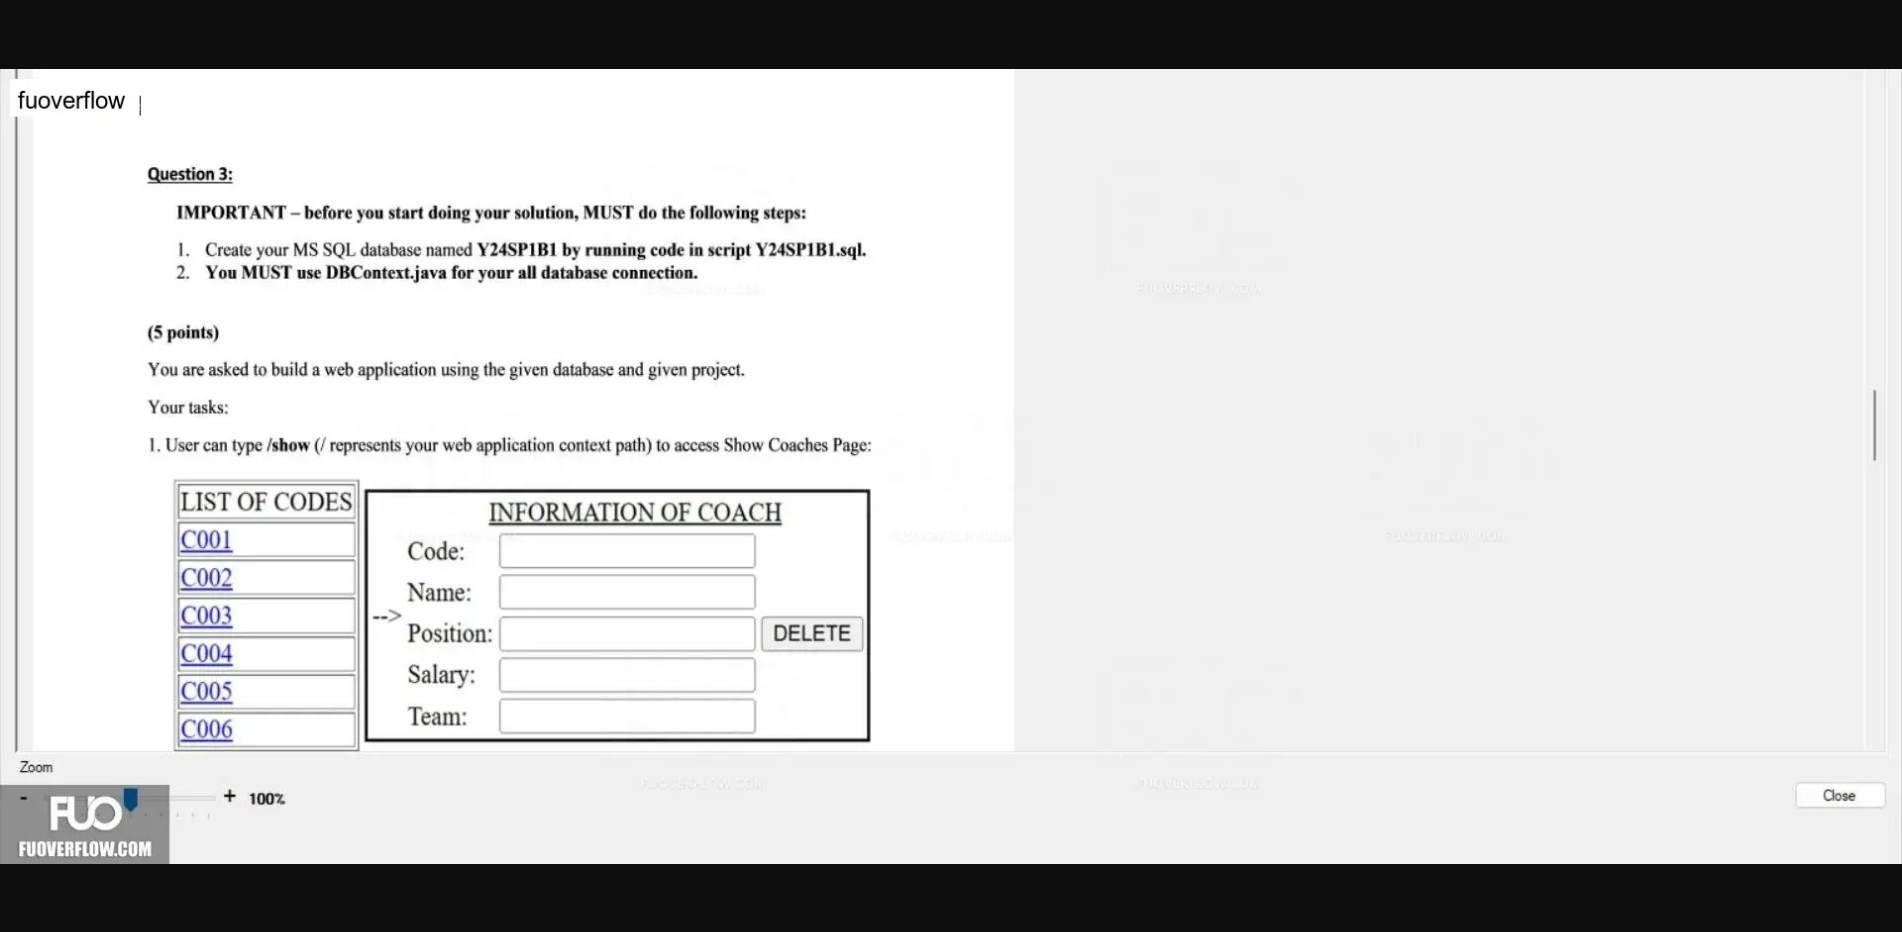 fuoverflow
Question 3:
IMPORTANT – before you start doing your solution, MUST do the following steps:
1. Create your MS SQL database named Y24SP1B1 by running code in script Y24SP1B1.sql.
2. You MUST use DBContext.java for your all database connection.
(5 points)
You are asked to build a web application using the given database and given project.
Your tasks:
1. User can type /show (/ represents your web application context path) to access Show Coaches Page:
LIST OF CODES
C001
C002
C003
C004
C005
C006
-->
INFORMATION OF COACH
Code:
Name:
Position:
DELETE
Salary:
Team:
Zoom
- + 100%
Close
FUO
FUOVERFLOW.COM